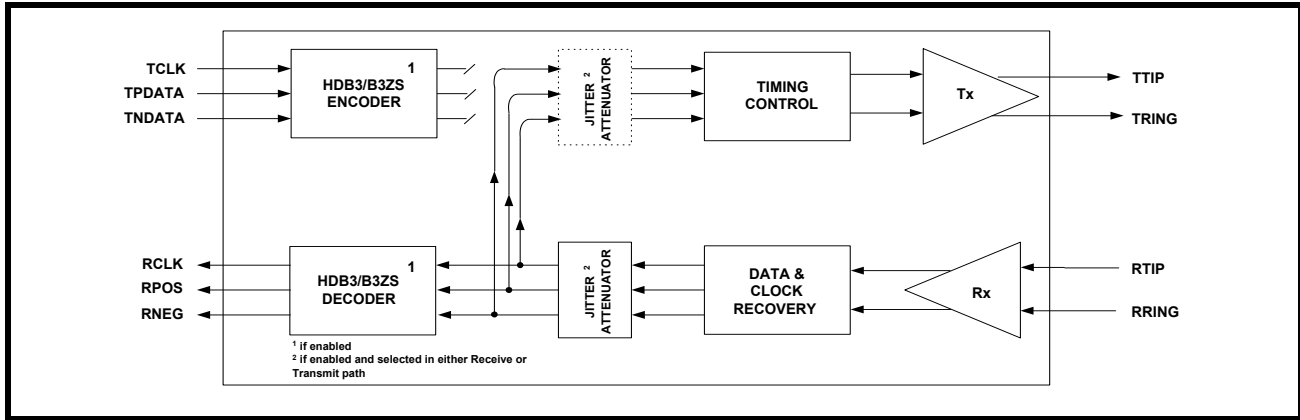 TCLK
TPDATA
TNDATA
HDB3/B3ZS 1
ENCODER
JITTER 2
ATTENUATOR
TIMING
CONTROL
Tx
TTIP
TRING
RCLK
RPOS
RNEG
HDB3/B3ZS 1
DECODER
JITTER 2
ATTENUATOR
DATA &
CLOCK
RECOVERY
Rx
RTIP
RRING
1 if enabled
2 if enabled and selected in either Receive or
Transmit path